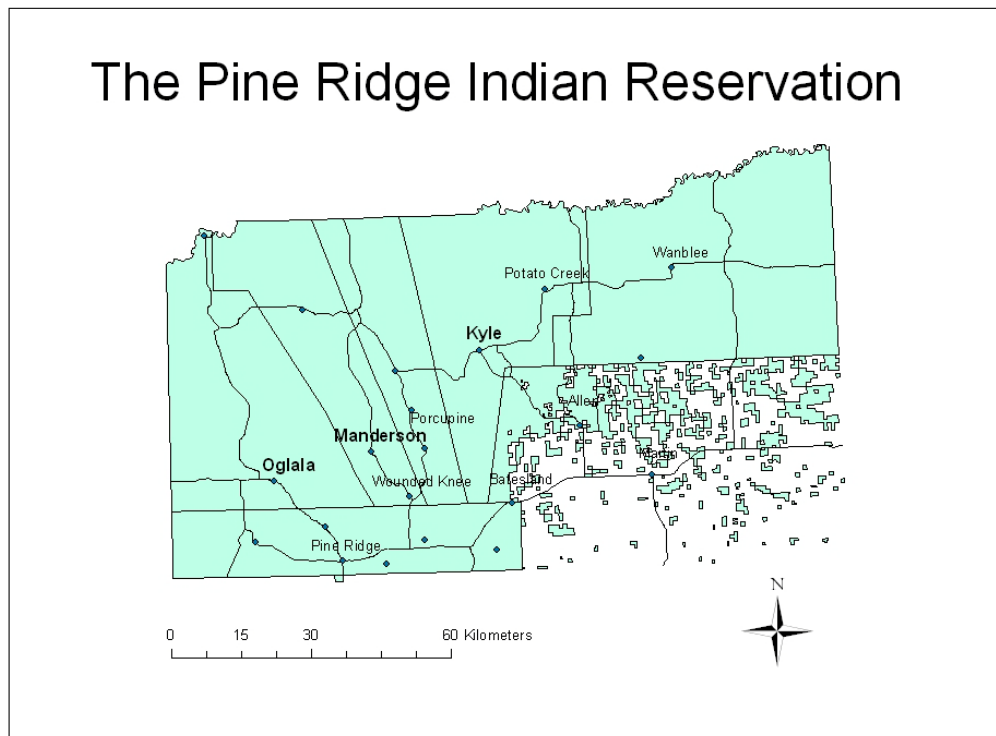 The Pine Ridge Indian Reservation
Wanblee
Potato Creek
Kyle
Allen
Porcupine
Manderson
Martin
Oglala
Wounded Knee
Batesland
Pine Ridge
N
0 15 30 60 Kilometers